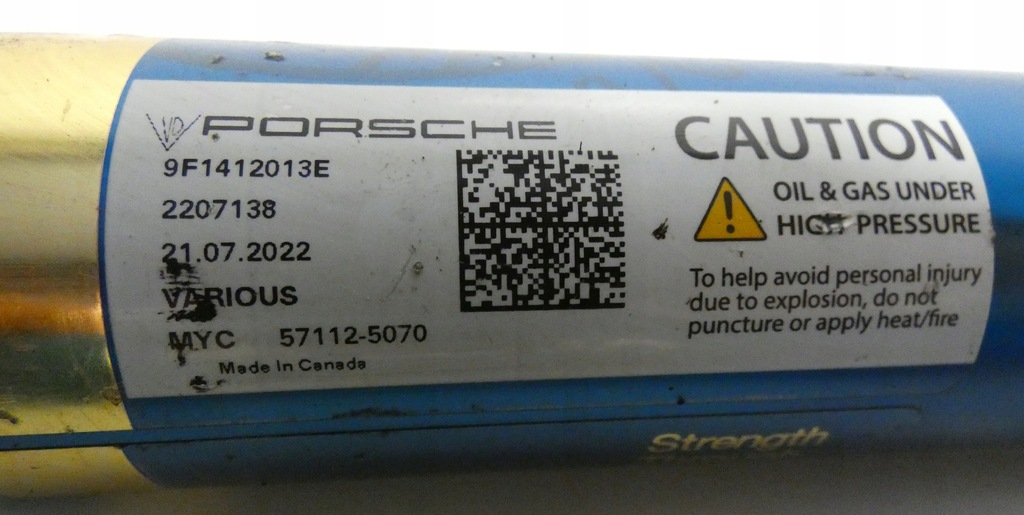 PORSCHE
9F1412013E
2207138
21.07.2022
VARIOUS
MYC 57112-5070
Made In Canada
CAUTION
OIL & GAS UNDER
HIGH PRESSURE
To help avoid personal injury
due to explosion, do not
puncture or apply heat/fire
Strength